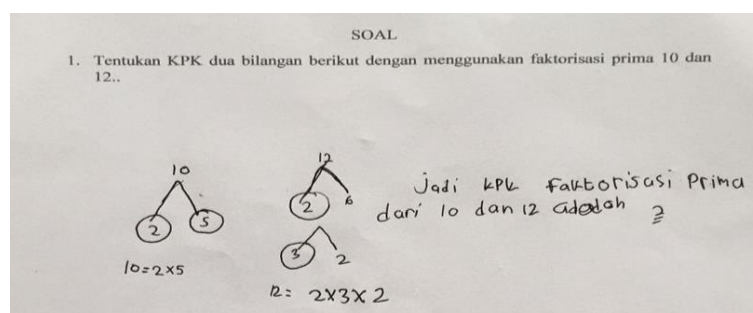 SOAL
1. Tentukan KPK dua bilangan berikut dengan menggunakan faktorisasi prima 10 dan
12..
10
2 5
10=2x5
12
2 6
3 2
12= 2x3x2
Jadi KPK Faktorisasi Prima
dari 10 dan 12 adalah 2